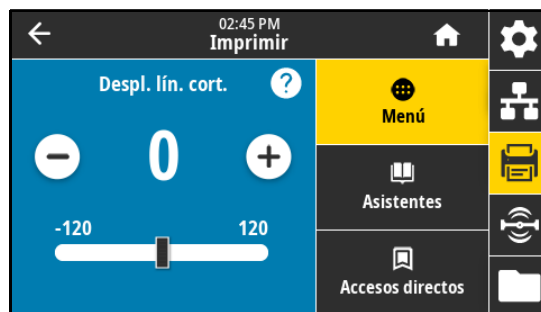 02:45 PM
Imprimir
Despl. lín. cort. ?
0
-120 120
Menú
Asistentes
Accesos directos